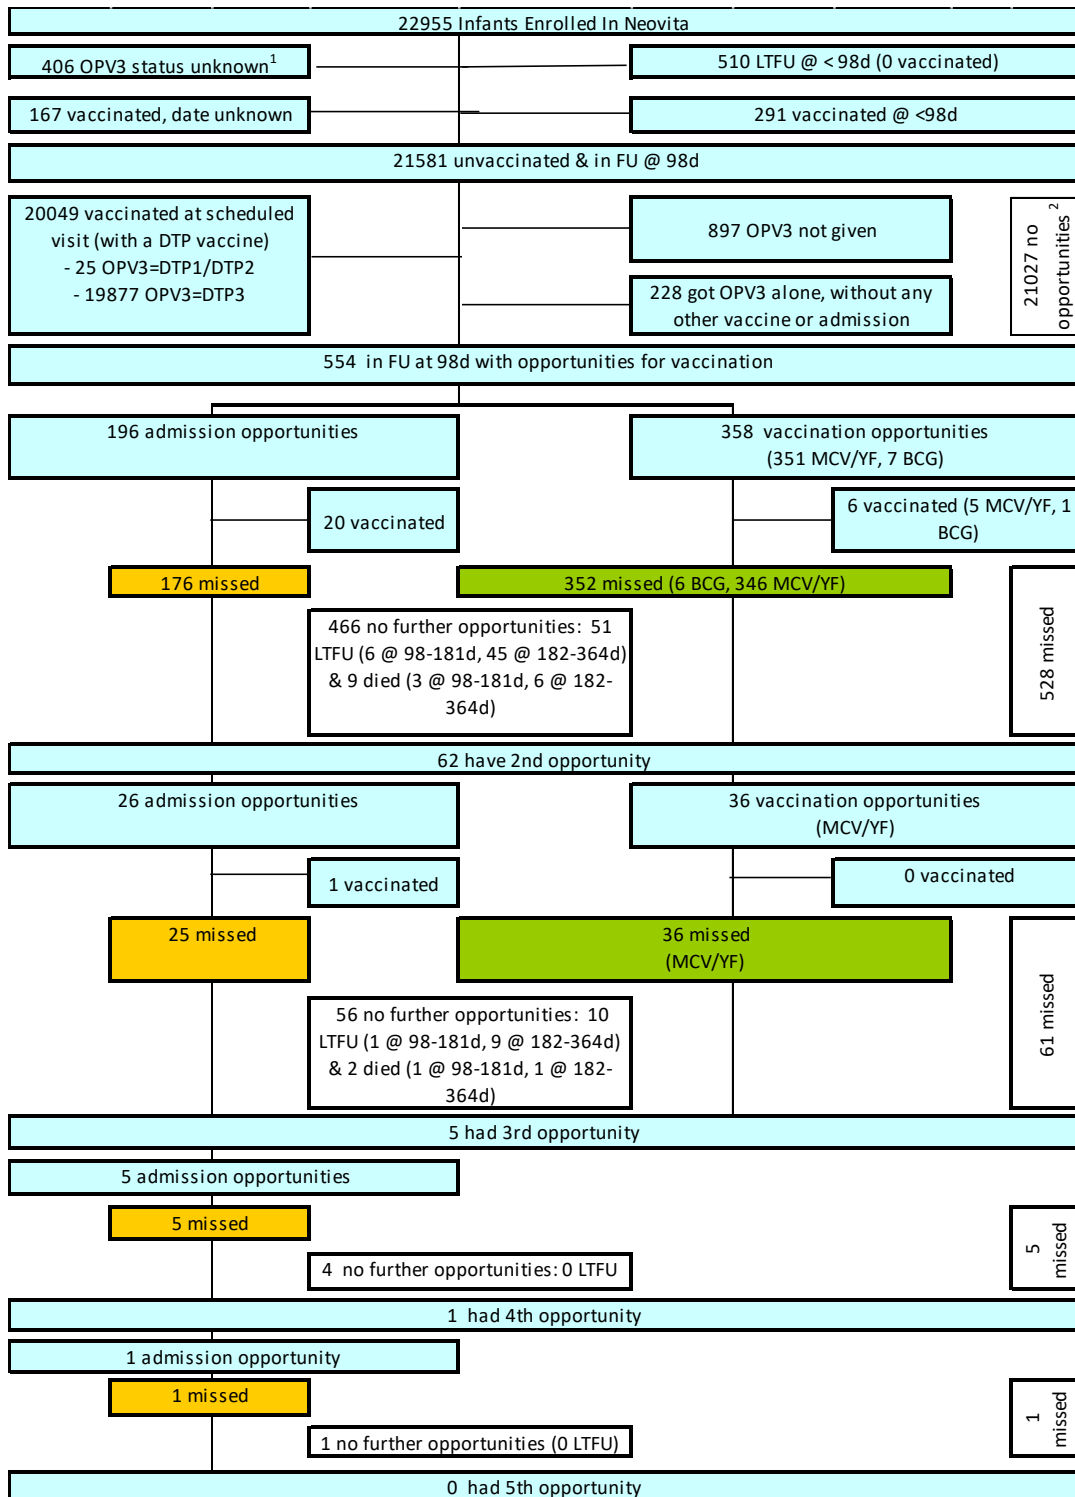 22955 Infants Enrolled In Neovita
406 OPV3 status unknown1
510 LTFU @ < 98d (0 vaccinated)
167 vaccinated, date unknown
291 vaccinated @ <98d
21581 unvaccinated & in FU @ 98d
20049 vaccinated at scheduled
visit (with a DTP vaccine)
- 25 OPV3=DTP1/DTP2
- 19877 OPV3=DTP3
897 OPV3 not given
228 got OPV3 alone, without any
other vaccine or admission
21027 no
opportunities 2
554 in FU at 98d with opportunities for vaccination
196 admission opportunities
358 vaccination opportunities
(351 MCV/YF, 7 BCG)
20 vaccinated
6 vaccinated (5 MCV/YF, 1
BCG)
176 missed
352 missed (6 BCG, 346 MCV/YF)
466 no further opportunities: 51
LTFU (6 @ 98-181d, 45 @ 182-364d)
& 9 died (3 @ 98-181d, 6 @ 182-
364d)
528 missed
62 have 2nd opportunity
26 admission opportunities
36 vaccination opportunities
(MCV/YF)
1 vaccinated
0 vaccinated
25 missed
36 missed
(MCV/YF)
56 no further opportunities: 10
LTFU (1 @ 98-181d, 9 @ 182-364d)
& 2 died (1 @ 98-181d, 1 @ 182-
364d)
61 missed
5 had 3rd opportunity
5 admission opportunities
5 missed
4 no further opportunities: 0 LTFU
5
missed
1 had 4th opportunity
1 admission opportunity
1 missed
1 no further opportunities (0 LTFU)
1
missed
0 had 5th opportunity